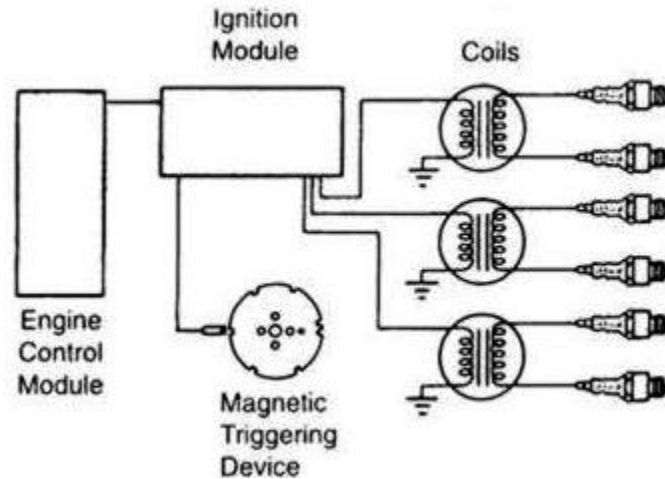 Ignition
Module
Coils
Engine
Control
Module
Magnetic
Triggering
Device